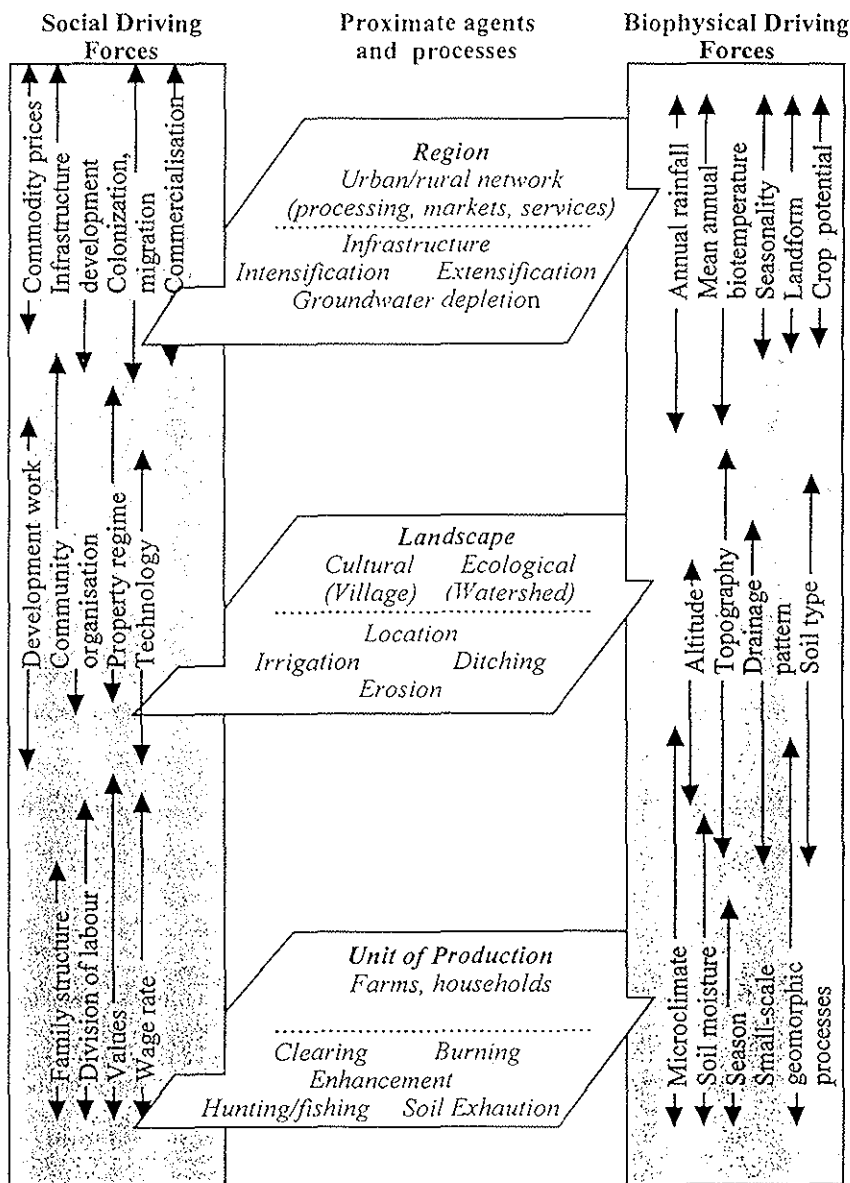 Social Driving
Forces
Proximate agents
and processes
Biophysical Driving
Forces
Commodity prices
Infrastructure
development
Colonization,
migration
Commercialisation
Region
Urban/rural network
(processing, markets, services)
Infrastructure
Intensification Extensification
Groundwater depletion
Annual rainfall
Mean annual
biotemperature
Seasonality
Landform
Crop potential
Development work
Community
organisation
Property regime
Technology
Landscape
Cultural Ecological
(Village) (Watershed)
Location
Irrigation Ditching
Erosion
Altitude
Topography
Drainage
pattern
Soil type
Family structure
Division of labour
Values
Wage rate
Unit of Production
Farms, households
Clearing Burning
Enhancement
Hunting/fishing Soil Exhaution
Microclimate
Soil moisture
Season
Small-scale
geomorphic
processes